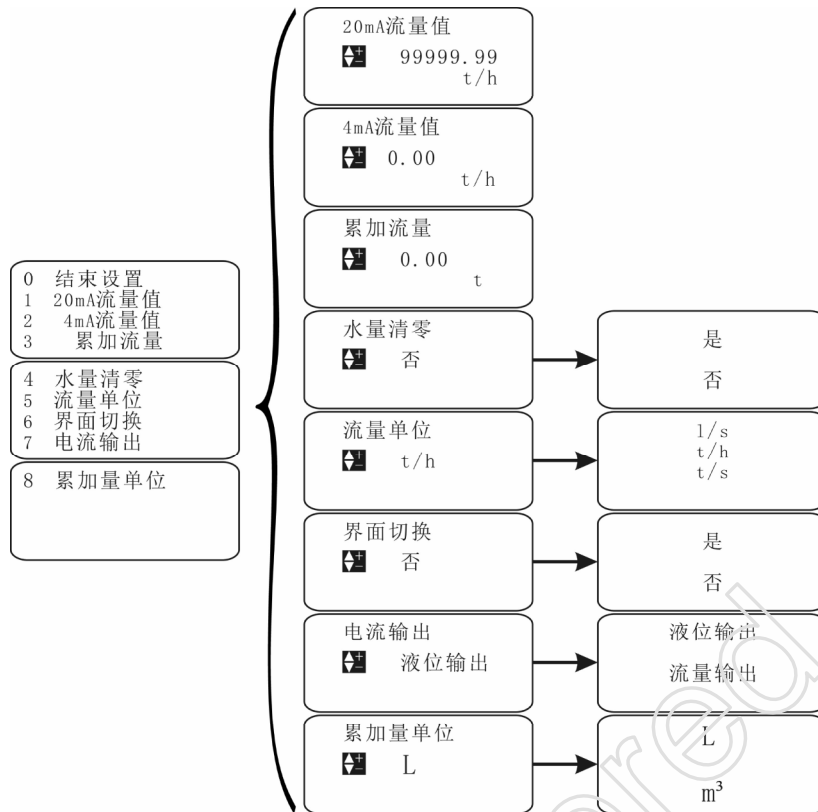 0 结束设置
1 20mA流量值
2 4mA流量值
3 累加流量
4 水量清零
5 流量单位
6 界面切换
7 电流输出
8 累加量单位
20mA流量值
99999.99
t/h
4mA流量值
0.00
t/h
累加流量
0.00
t
水量清零
否
是
否
流量单位
t/h
l/s
t/h
t/s
界面切换
否
是
否
电流输出
液位输出
液位输出
流量输出
累加量单位
L
L
m³